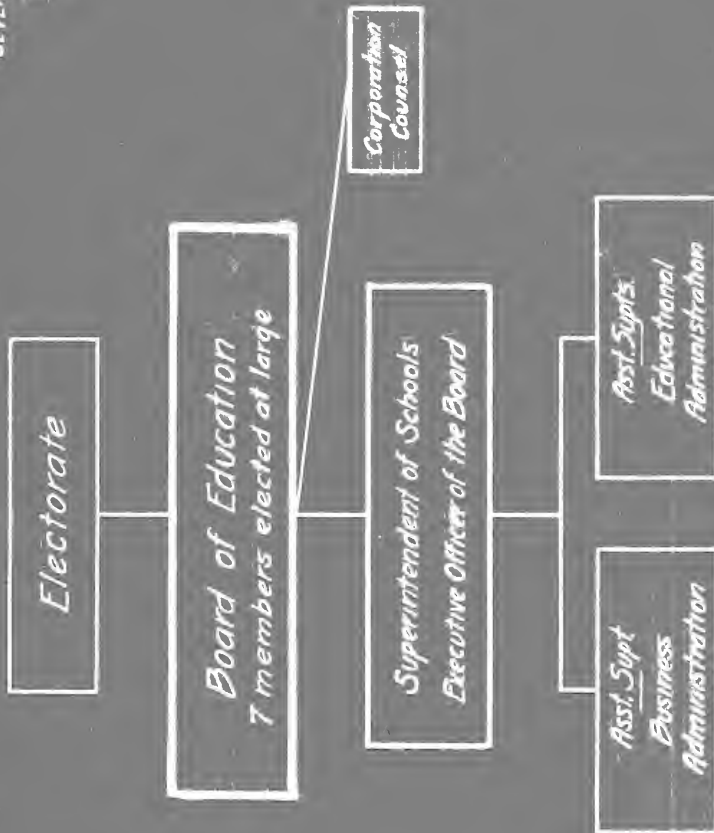 Electorate
Board of Education
7 members elected at large
Corporation
Counsel
Superintendent of Schools
Executive Officer of the Board
Asst. Supt
Business
Administration
Asst. Supts.
Educational
Administration